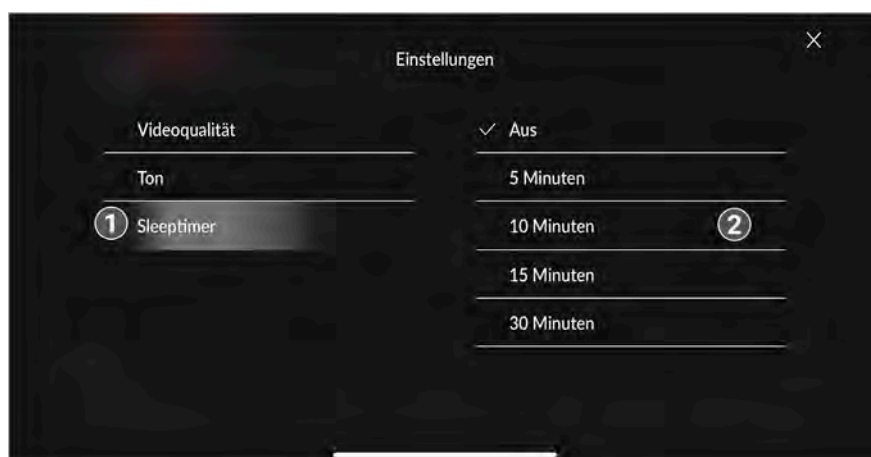 Einstellungen
Videoqualität
Ton
1 Sleeptimer
✓ Aus
5 Minuten
10 Minuten 2
15 Minuten
30 Minuten